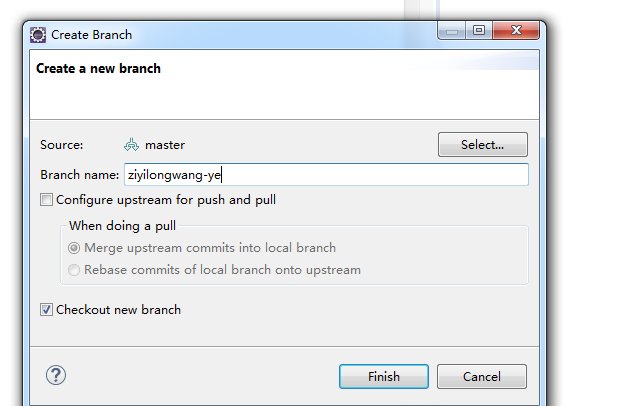 Create Branch
Create a new branch
Source: master Select...
Branch name: ziyilongwang-ye
Configure upstream for push and pull
When doing a pull
Merge upstream commits into local branch
Rebase commits of local branch onto upstream
Checkout new branch
? Finish Cancel